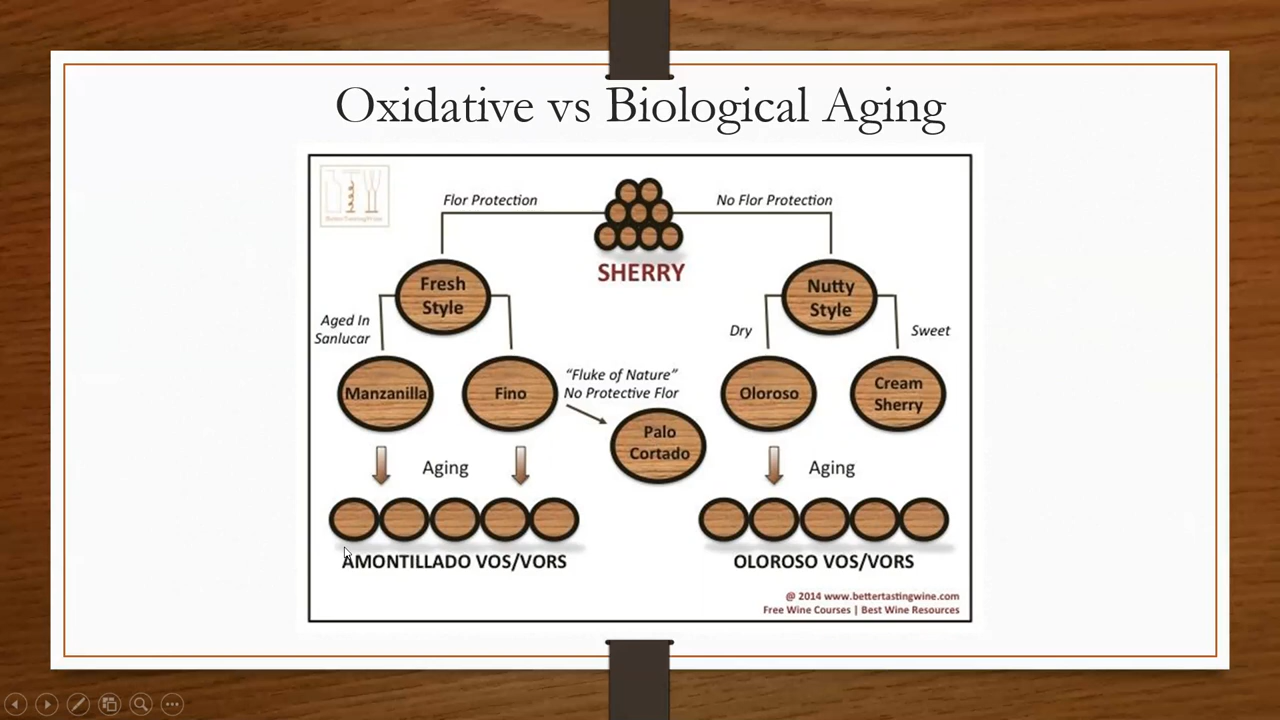 Oxidative vs Biological Aging
BetterTastingWine
Flor Protection
No Flor Protection
SHERRY
Fresh
Style
Nutty
Style
Aged In
Sanlucar
Dry
Sweet
Manzanilla
Fino
"Fluke of Nature"
No Protective Flor
Palo
Cortado
Oloroso
Cream
Sherry
Aging
Aging
AMONTILLADO VOS/VORS
OLOROSO VOS/VORS
@ 2014 www.bettertastingwine.com
Free Wine Courses | Best Wine Resources